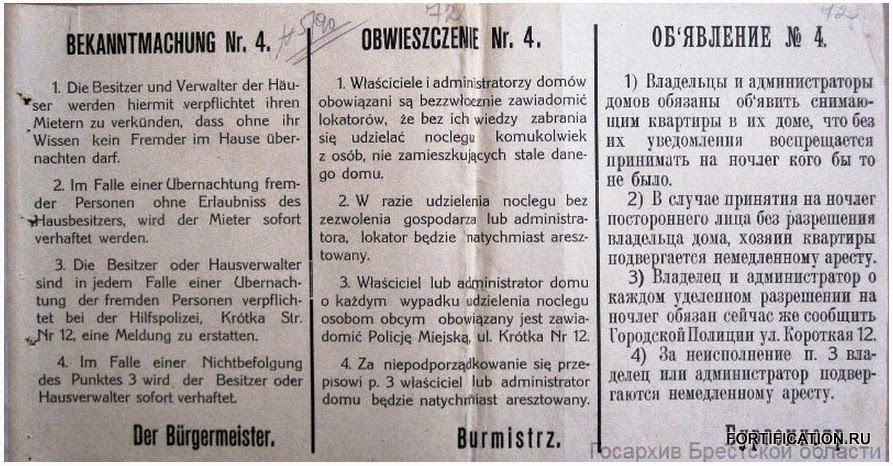 BEKANNTMACHUNG Nr. 4.
1. Die Besitzer und Verwalter der Häu-
ser werden hiermit verpflichtet ihren
Mietern zu verkünden, dass ohne ihr
Wissen kein Fremder im Hause über-
nachten darf.
2. Im Falle einer Übernachtung frem-
der Personen ohne Erlaubniss des
Hausbesitzers, wird der Mieter sofort
verhaftet werden.
3. Die Besitzer oder Hausverwalter
sind in jedem Falle einer Übernach-
tung der fremden Personen verpflich-
tet bei der Hilfspolizei, Krótka Str.
Nr 12, eine Meldung zu erstatten.
4. Im Falle einer Nichtbefolgung
des Punktes 3 wird der Besitzer oder
Hausverwalter sofort verhaftet.
Der Bürgermeister.
72
OBWIESZCZENIE Nr. 4.
1. Właściciele i administratorzy domów
obowiązani są bezzwłocznie zawiadomić
lokatorów, że bez ich wiedzy zabrania
się udzielać noclegu komukolwiek
z osób, nie zamieszkujących stale dane-
go domu.
2. W razie udzielenia noclegu bez
zezwolenia gospodarza lub administra-
tora, lokator będzie natychmiast areszt-
owany.
3. Właściciel lub administrator domu
o każdym wypadku udzielenia noclegu
osobom obcym obowiązany jest zawia-
domić Policję Miejską, ul. Krótka Nr 12.
4. Za niepodporządkowanie się prze-
pisowi p. 3 właściciel lub administrator
domu będzie natychmiast aresztowany.
Burmistrz.
72
ОБ‘ЯВЛЕНИЕ № 4.
1) Владельцы и администраторы
домов обязаны об‘явить снимаю-
щим квартиры в их доме, что без
их уведомления воспрещается
принимать на ночлег кого бы то
не было.
2) В случае принятия на ночлег
постороннего лица без jазрешения
владельца дома, хозяин квартиры
подвергается немедленному аресту.
3) Владелец и администратор о
каждом уделенном разрешении на
ночлег обязан сейчас же сообщить
Городской Полиции ул. Короткая 12.
4) За неисполнение п. 3 вла-
делец или администратор подвер-
гаются немедленному аресту.
Бургомистр.
FORTIFICATION.RU
Госархив Брестской области